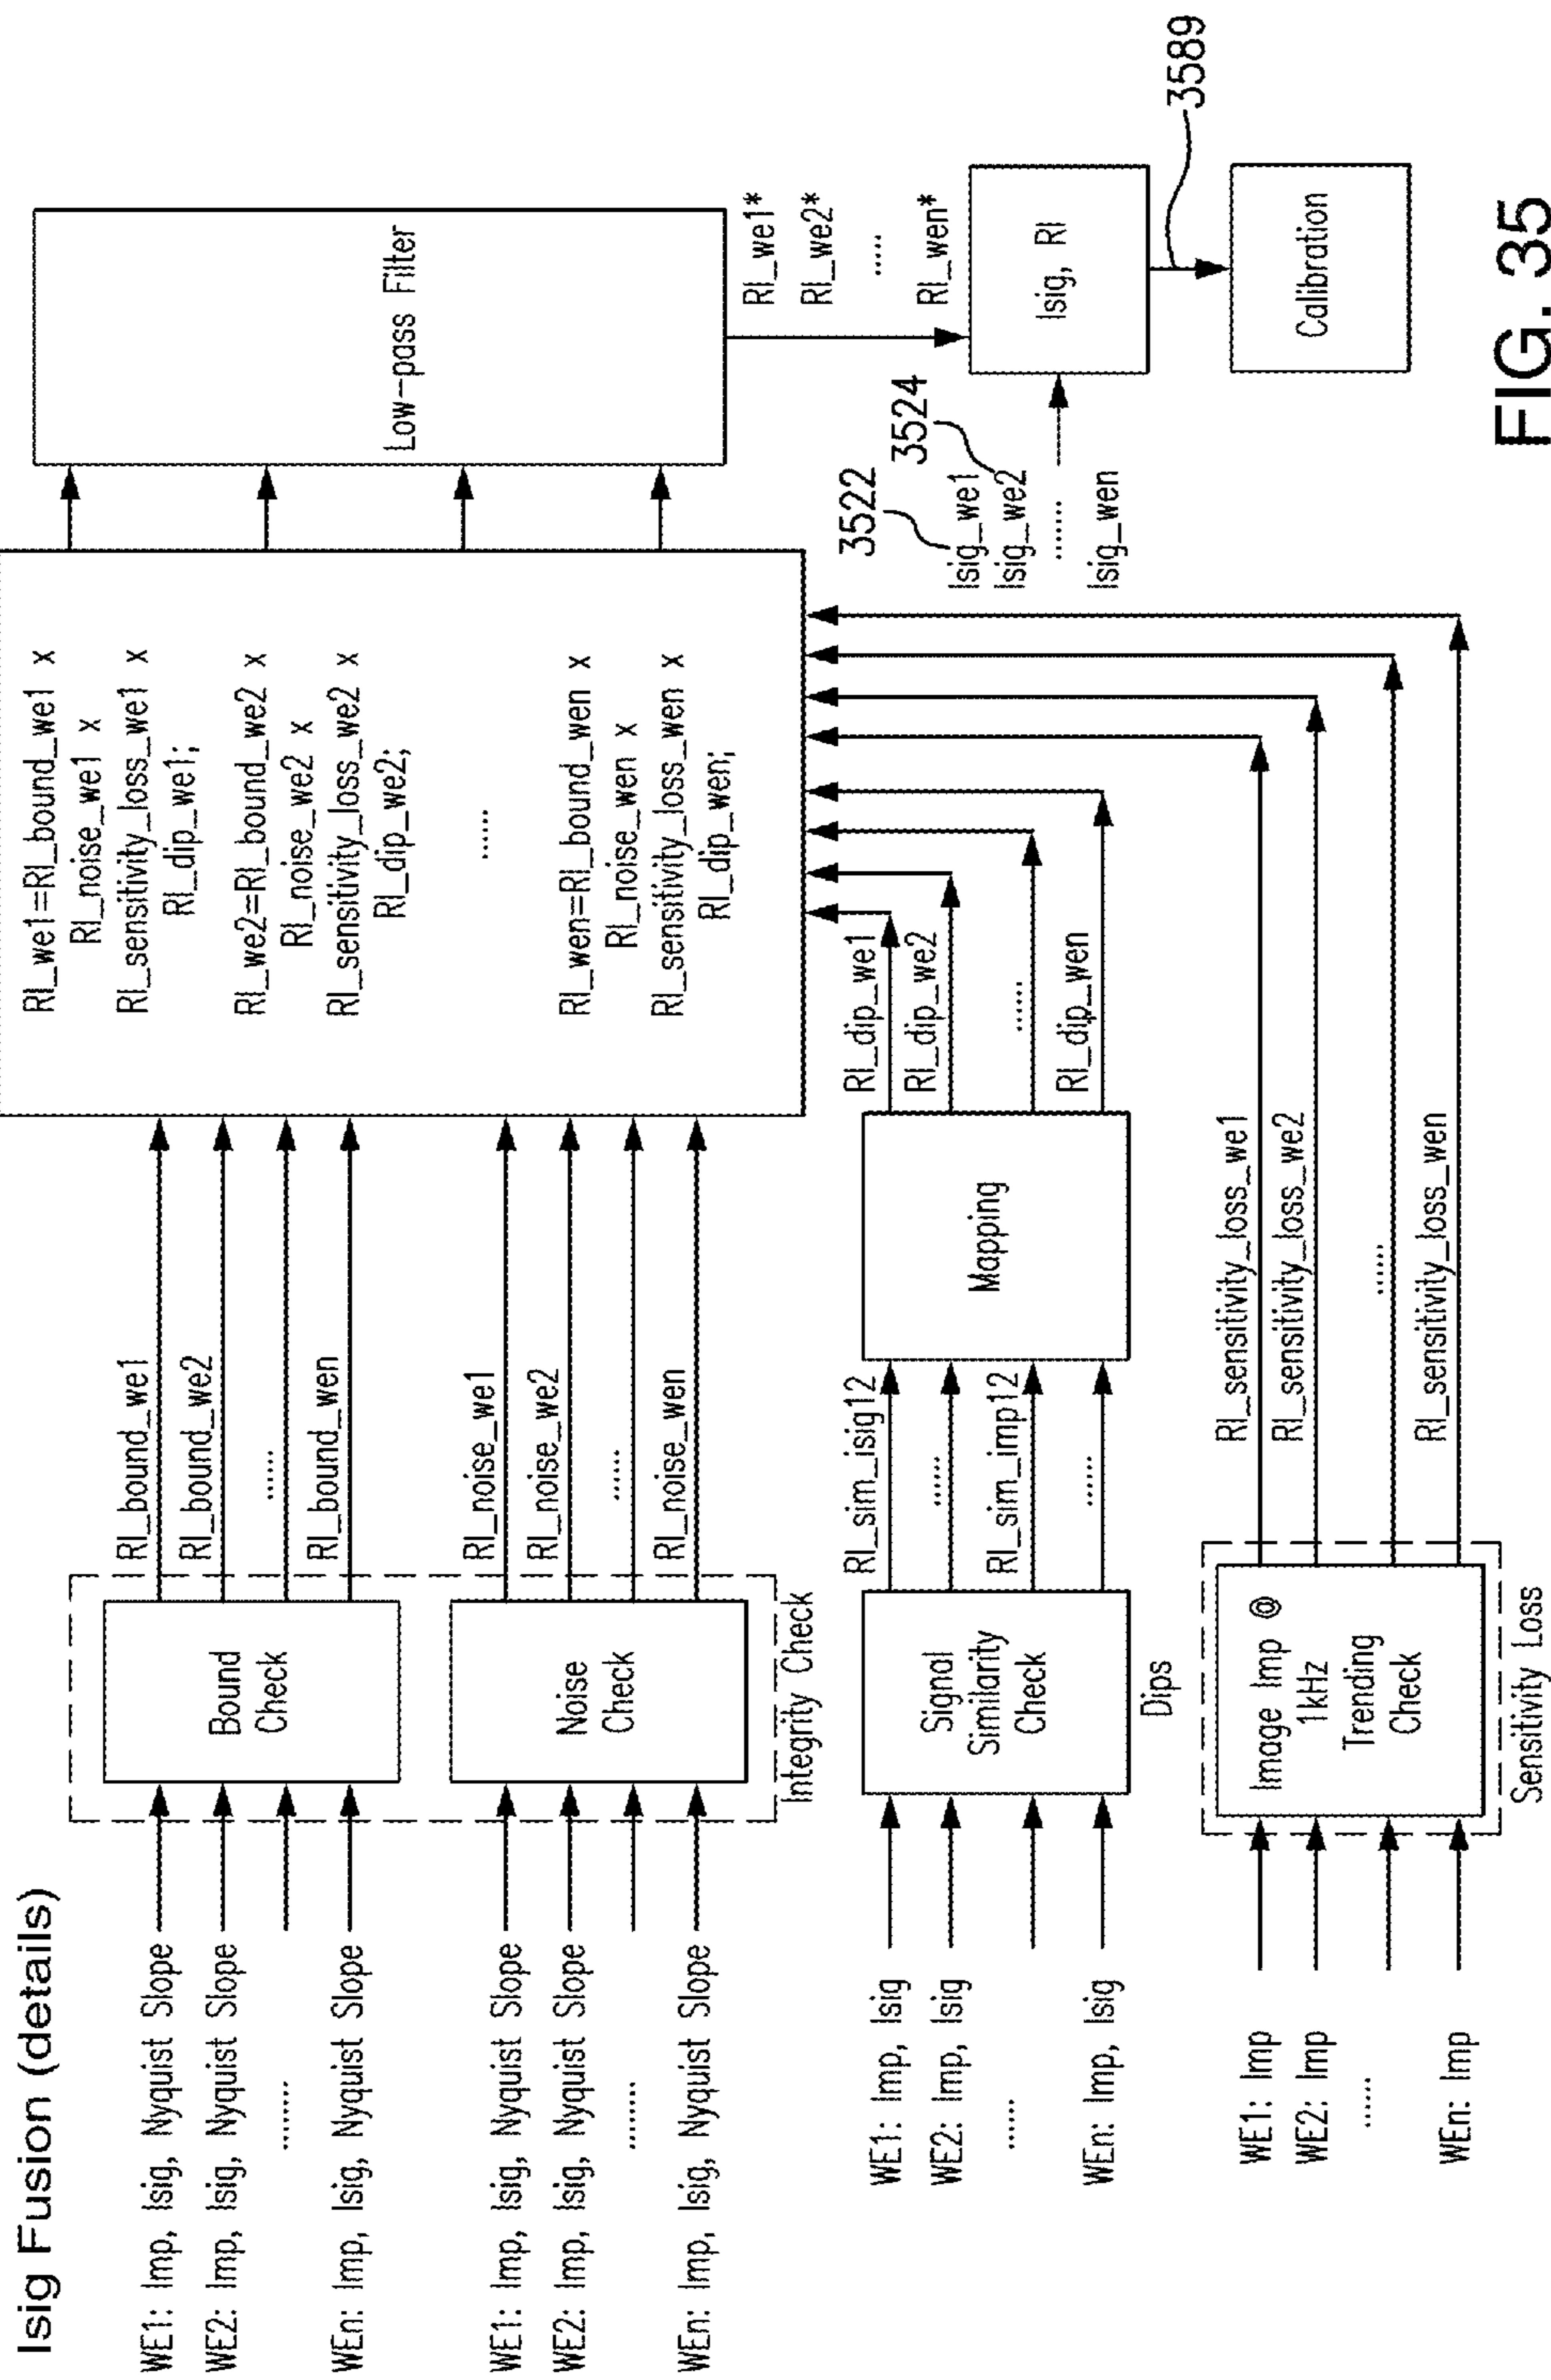 Isig Fusion (details)
WE1: Imp, Isig, Nyquist Slope
WE2: Imp, Isig, Nyquist Slope
........
WEn: Imp, Isig, Nyquist Slope
Bound
Check
RI_bound_we1
RI_bound_we2
......
RI_bound_wen
WE1: Imp, Isig, Nyquist Slope
WE2: Imp, Isig, Nyquist Slope
........
WEn: Imp, Isig, Nyquist Slope
Noise
Check
Integrity Check
RI_noise_we1
RI_noise_we2
......
RI_noise_wen
RI_we1=RI_bound_we1 x
RI_noise_we1 x
RI_sensitivity_loss_we1 x
RI_dip_we1;
RI_we2=RI_bound_we2 x
RI_noise_we2 x
RI_sensitivity_loss_we2 x
RI_dip_we2;
......
RI_wen=RI_bound_wen x
RI_noise_wen x
RI_sensitivity_loss_wen x
RI_dip_wen;
Low-pass Filter
RI_we1*
RI_we2*
.....
RI_wen*
WE1: Imp, Isig
WE2: Imp, Isig
......
WEn: Imp, Isig
Signal
Similarity
Check
Dips
RI_sim_isig12
......
RI_sim_imp12
......
Mapping
RI_dip_we1
RI_dip_we2
......
RI_dip_wen
3522
3524
Isig_we1
Isig_we2
.......
Isig_wen
Isig, RI
3589
Calibration
WE1: Imp
WE2: Imp
......
WEn: Imp
Image Imp @
1kHz
Trending
Check
Sensitivity Loss
RI_sensitivity_loss_we1
RI_sensitivity_loss_we2
......
RI_sensitivity_loss_wen
FIG. 35